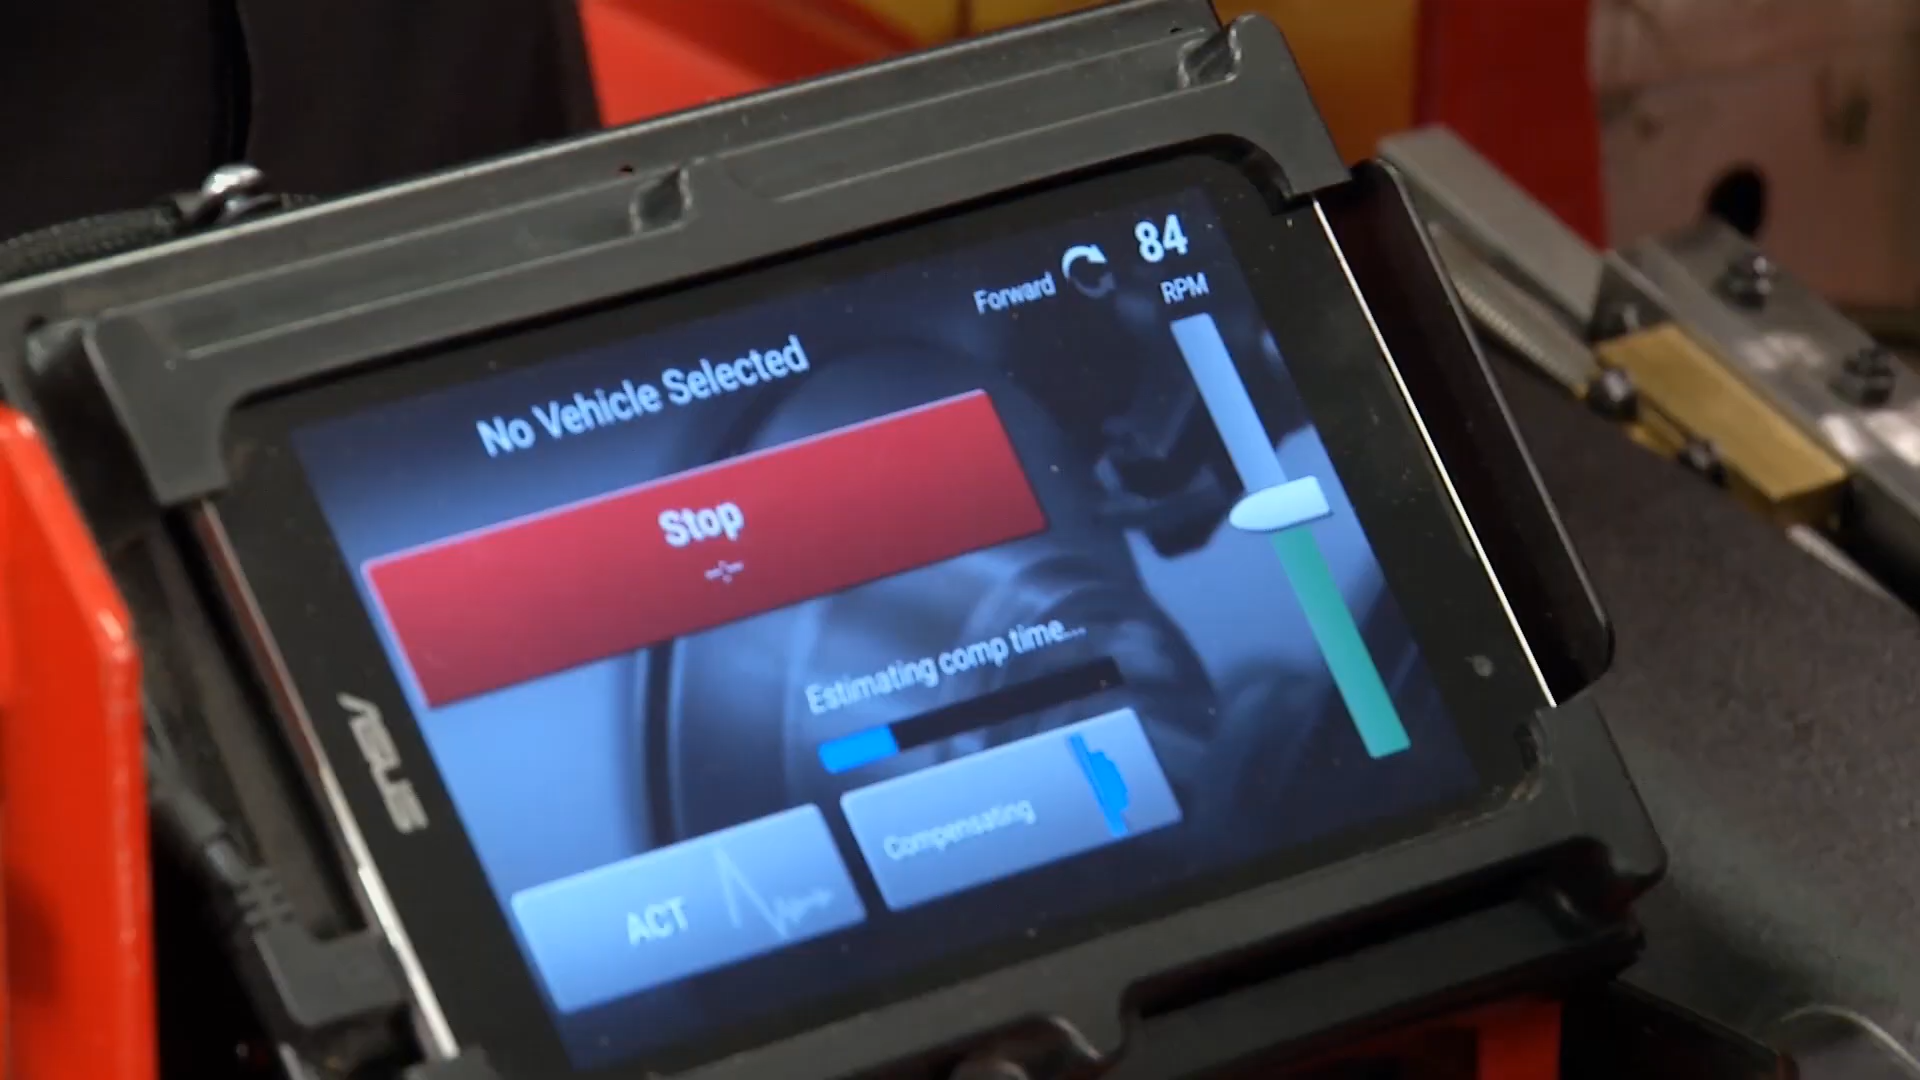 84
RPM
Forward
No Vehicle Selected
Stop
Estimating comp time...
Compensating
ACT
ASUS